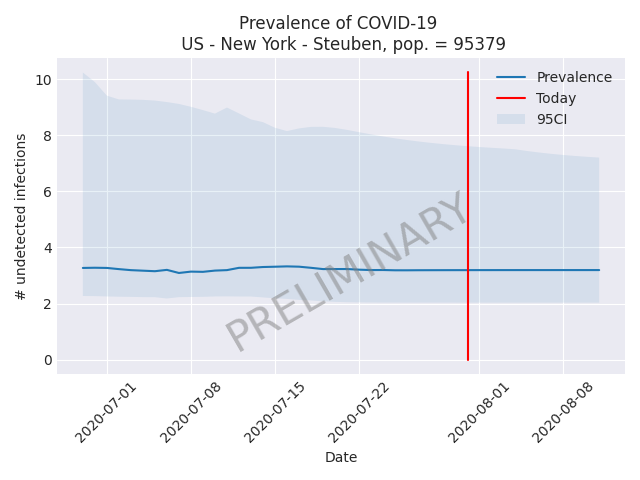 Prevalence of COVID-19
US - New York - Steuben, pop. = 95379
# undetected infections
10
8
6
4
2
0
Prevalence
Today
95CI
PRELIMINARY
2020-07-01
2020-07-08
2020-07-15
2020-07-22
2020-08-01
2020-08-08
Date